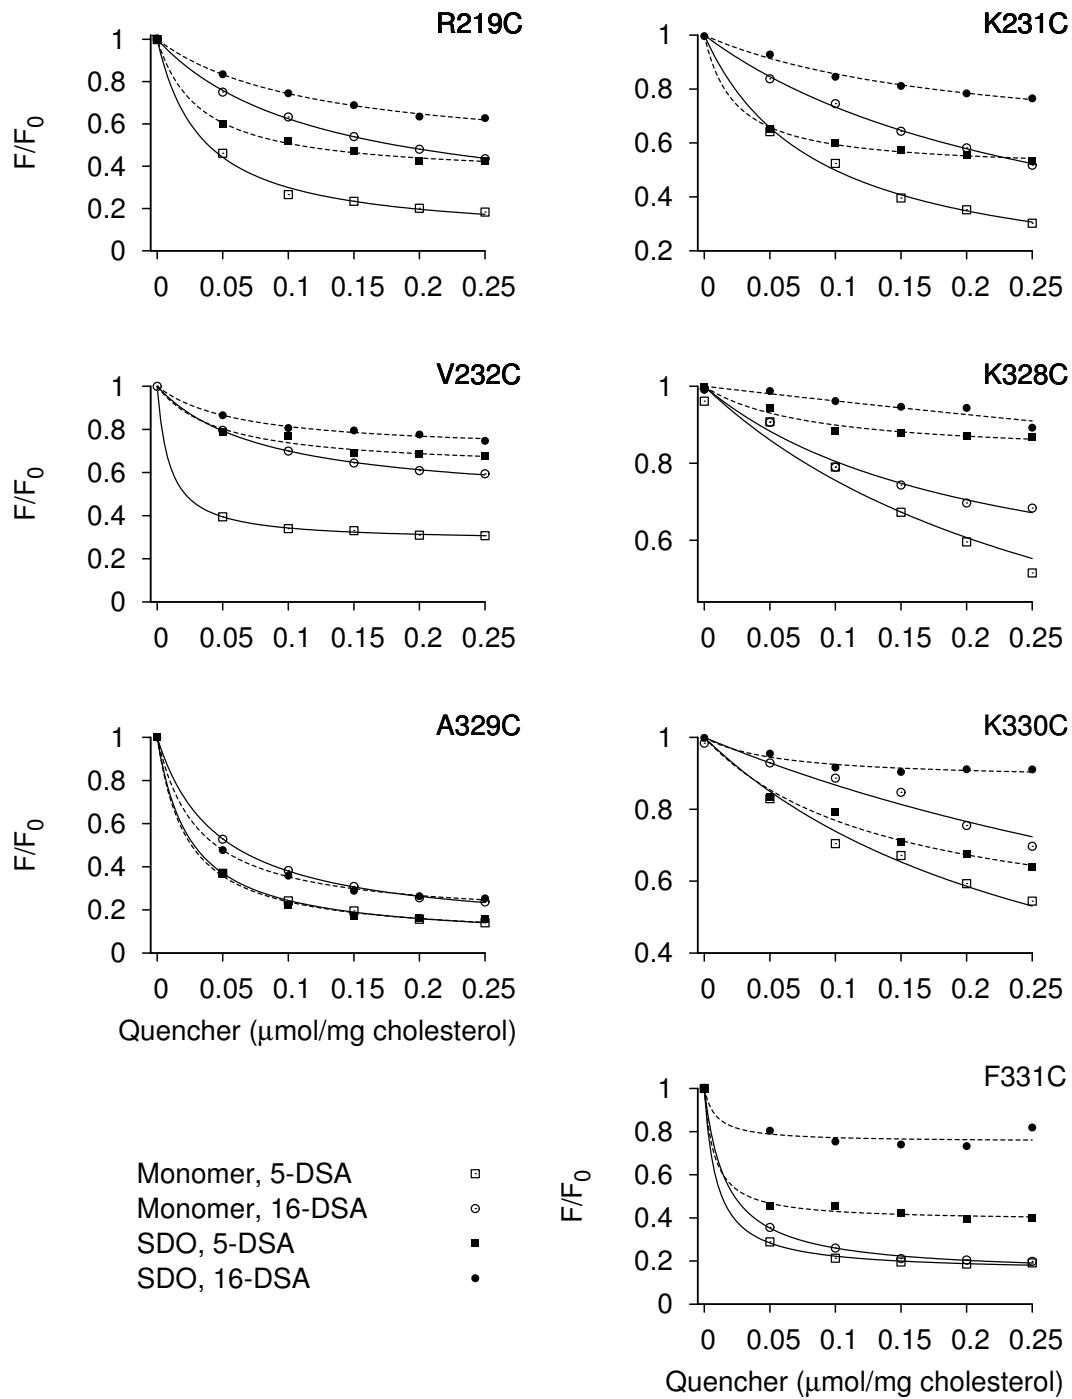 R219C
1
0.8
0.6
0.4
0.2
0
F/F0
0 0.05 0.1 0.15 0.2 0.25
K231C
1
0.8
0.6
0.4
0.2
0 0.05 0.1 0.15 0.2 0.25
V232C
1
0.8
0.6
0.4
0.2
0
F/F0
0 0.05 0.1 0.15 0.2 0.25
K328C
1
0.8
0.6
0 0.05 0.1 0.15 0.2 0.25
A329C
1
0.8
0.6
0.4
0.2
0
F/F0
0 0.05 0.1 0.15 0.2 0.25
Quencher (μmol/mg cholesterol)
K330C
1
0.8
0.6
0.4
0 0.05 0.1 0.15 0.2 0.25
F331C
1
0.8
0.6
0.4
0.2
0
F/F0
0 0.05 0.1 0.15 0.2 0.25
Quencher (μmol/mg cholesterol)
Monomer, 5-DSA
Monomer, 16-DSA
SDO, 5-DSA
SDO, 16-DSA